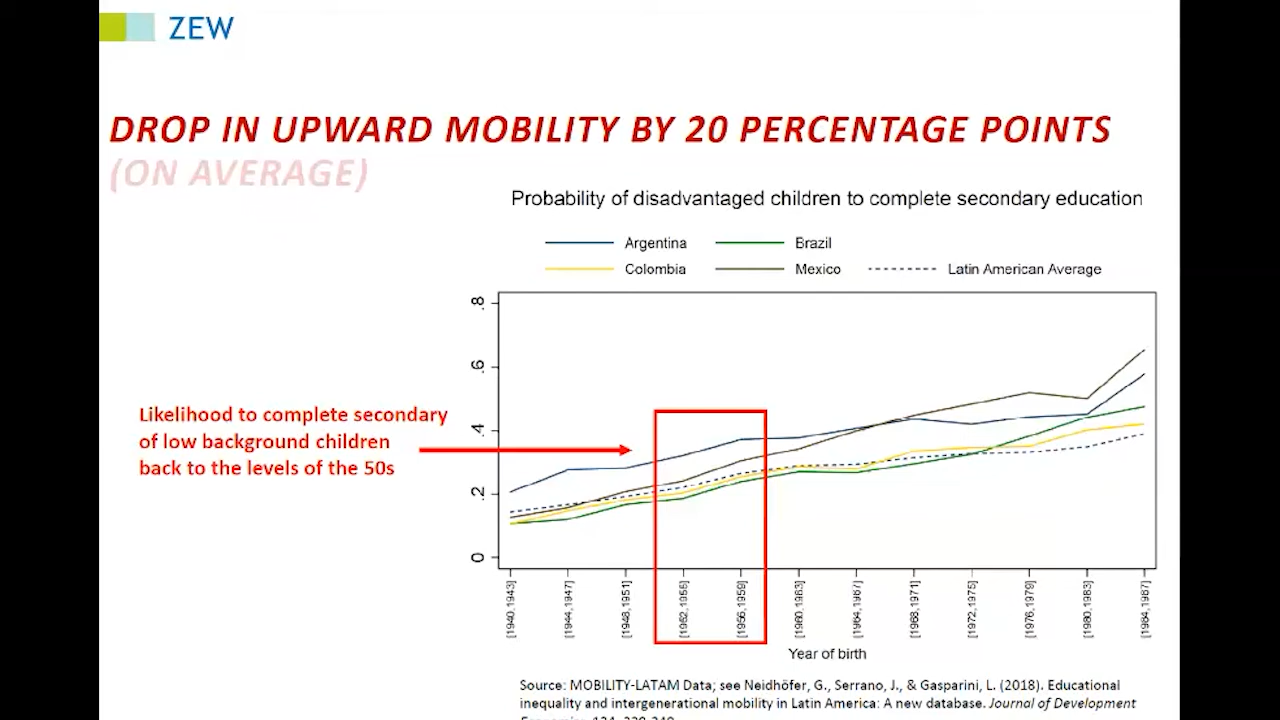 ZEW
DROP IN UPWARD MOBILITY BY 20 PERCENTAGE POINTS
(ON AVERAGE)
Probability of disadvantaged children to complete secondary education
Argentina
Brazil
Colombia
Mexico
Latin American Average
.8
.6
.4
.2
0
Likelihood to complete secondary
of low background children
back to the levels of the 50s
[1940,1943]
[1944,1947]
[1948,1951]
[1952,1955]
[1956,1959]
[1960,1963]
[1964,1967]
[1968,1971]
[1972,1975]
[1976,1979]
[1980,1983]
[1984,1987]
Year of birth
Source: MOBILITY-LATAM Data; see Neidhöfer, G., Serrano, J., & Gasparini, L. (2018). Educational
inequality and intergenerational mobility in Latin America: A new database. Journal of Development